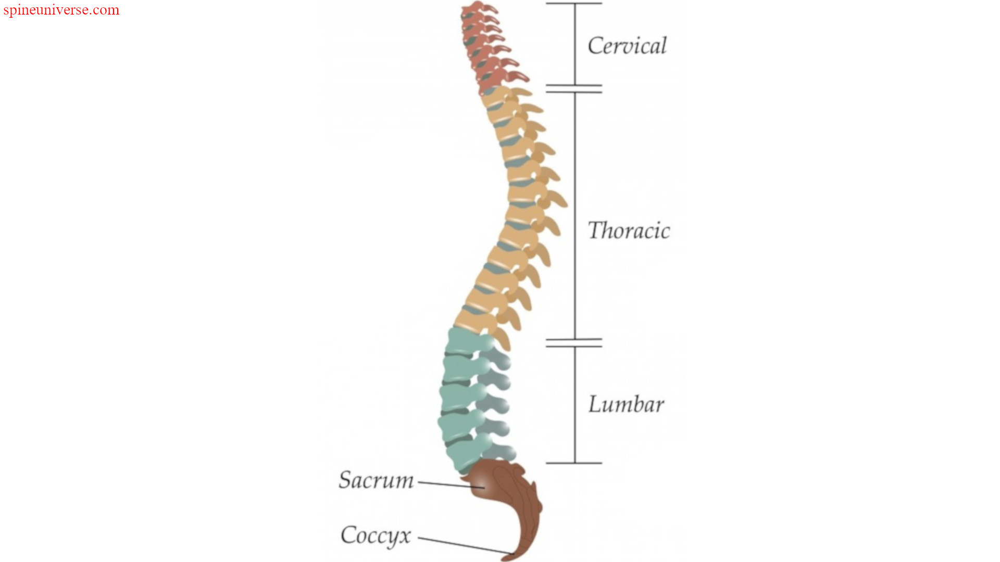 spineuniverse.com
Cervical
Thoracic
Lumbar
Sacrum
Coccyx